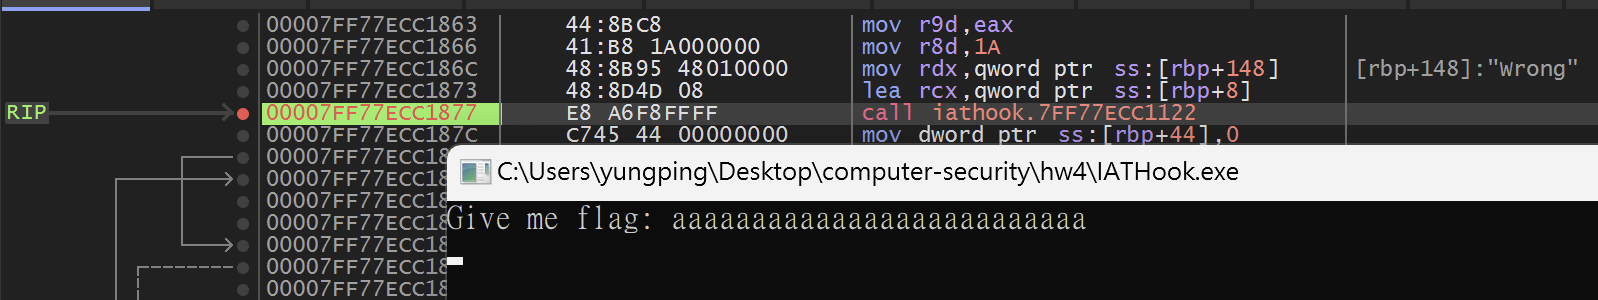 00007FF77ECC1863 44:8BC8 mov r9d,eax
00007FF77ECC1866 41:B8 1A000000 mov r8d,1A
00007FF77ECC186C 48:8B95 48010000 mov rdx,qword ptr ss:[rbp+148] [rbp+148]:"Wrong"
00007FF77ECC1873 48:8D4D 08 lea rcx,qword ptr ss:[rbp+8]
RIP 00007FF77ECC1877 E8 A6F8FFFF call iathook.7FF77ECC1122
00007FF77ECC187C C745 44 00000000 mov dword ptr ss:[rbp+44],0
00007FF77ECC18
00007FF77ECC18
00007FF77ECC18
00007FF77ECC18
00007FF77ECC18
00007FF77ECC18
00007FF77ECC18
C:\Users\yungping\Desktop\computer-security\hw4\IATHook.exe
Give me flag: aaaaaaaaaaaaaaaaaaaaaaaaaa